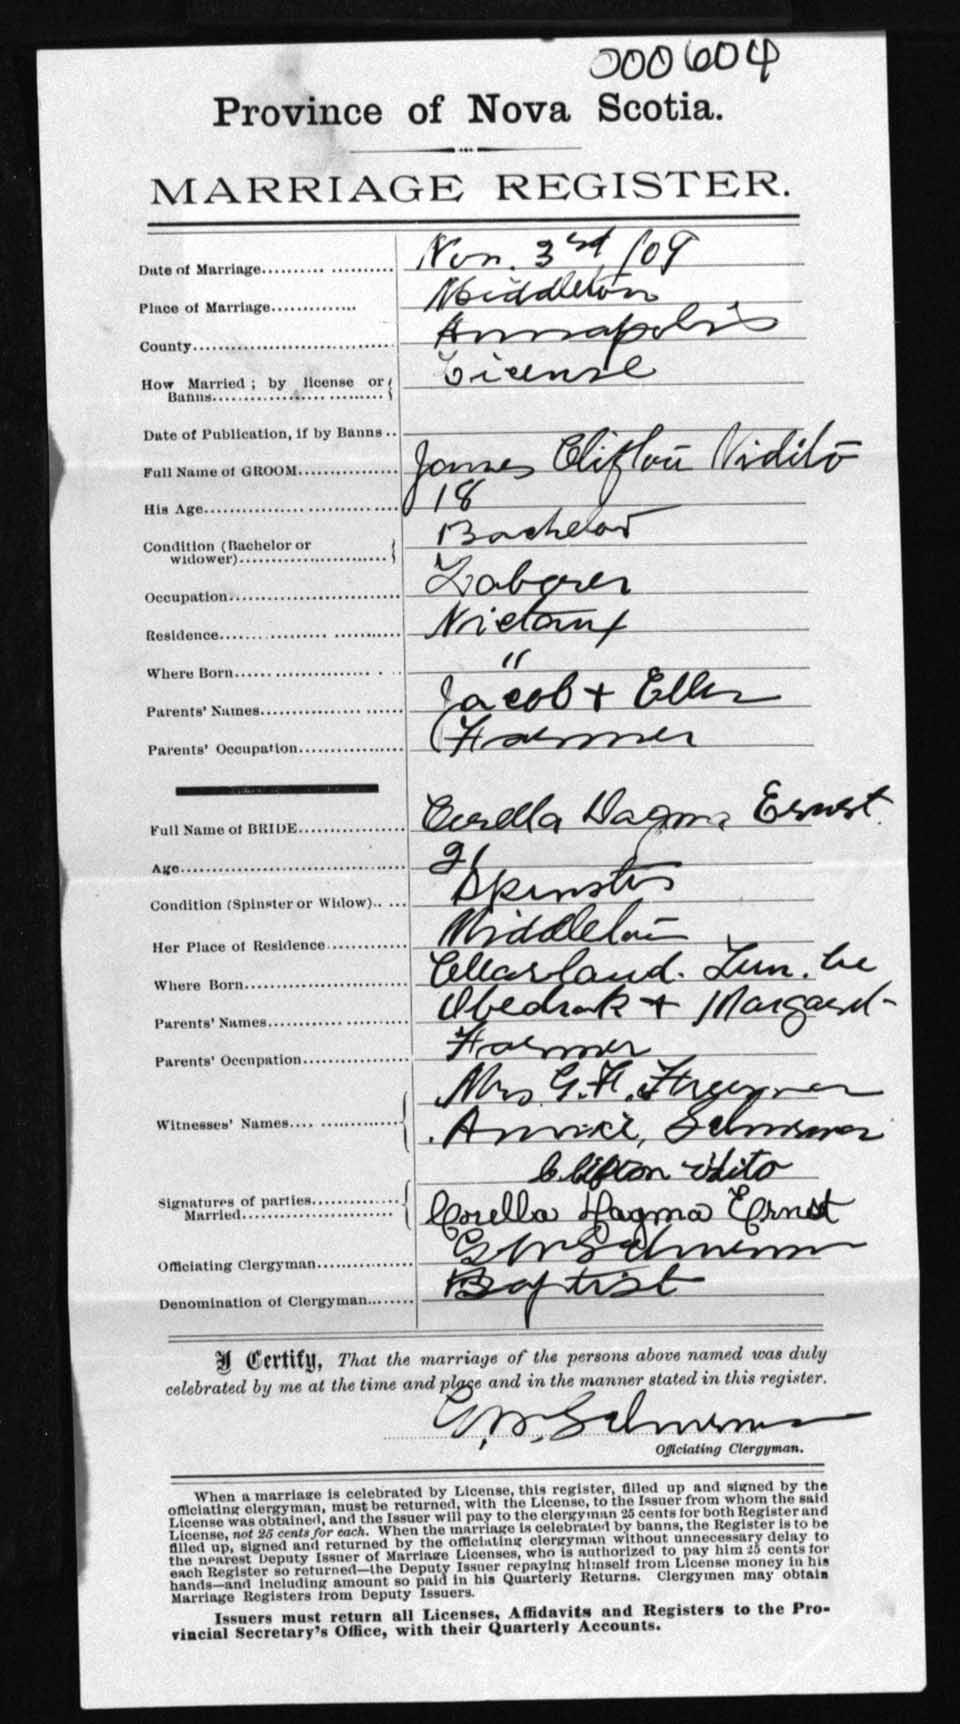 000604
Province of Nova Scotia.
MARRIAGE REGISTER.
Date of Marriage..................... Nov. 3rd /09
Place of Marriage.............. Middleton
County................................. Annapolis
How Married; by license or Banns............................ License
Date of Publication, if by Banns ..
Full Name of GROOM............... James Clifton Vidito
His Age................................ 18
Condition (Bachelor or widower)........................ Bachelor
Occupation............................. Laborer
Residence.......................... Nictaux
Where Born...................... "
Parents' Names.................... Jacob + Ellen
Parents' Occupation................ Farmer
Full Name of BRIDE................ Corella Dagma Ernst
Age..................................... 21
Condition (Spinster or Widow).. ... Spinster
Her Place of Residence............ Middleton
Where Born......................... Lun. Co
Parents' Names.................... + Margaret
Parents' Occupation................ Farmer
Witnesses' Names.... ............ Mrs. G. H. Freeman
Annie
Clifton Vidito
Signatures of parties Married............... Corella Dagma Ernst
Officiating Clergyman.............. G W
Denomination of Clergyman........ Baptist
I Certify, That the marriage of the persons above named was duly
celebrated by me at the time and place and in the manner stated in this register.
G. W.
Officiating Clergyman.
When a marriage is celebrated by License, this register, filled up and signed by the
officiating clergyman, must be returned, with the License, to the Issuer from whom the said
License was obtained, and the Issuer will pay to the clergyman 25 cents for both Register and
License, not 25 cents for each. When the marriage is celebrated by banns, the Register is to be
filled up, signed and returned by the officiating clergyman without unnecessary delay to
the nearest Deputy Issuer of Marriage Licenses, who is authorized to pay him 25 cents for
each Register so returned—the Deputy Issuer repaying himself from License money in his
hands—and including amount so paid in his Quarterly Returns. Clergymen may obtain
Marriage Registers from Deputy Issuers.
Issuers must return all Licenses, Affidavits and Registers to the Pro-
vincial Secretary's Office, with their Quarterly Accounts.